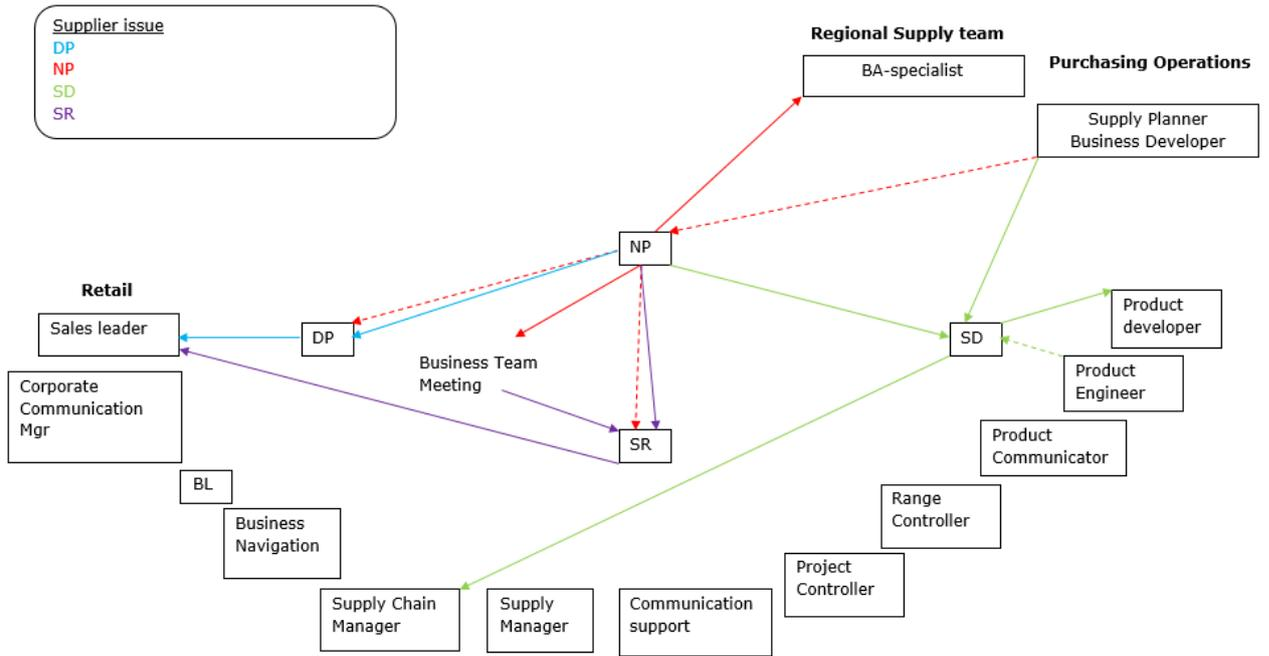 Supplier issue
DP
NP
SD
SR
Regional Supply team
BA-specialist
Purchasing Operations
Supply Planner
Business Developer
NP
Retail
Sales leader
DP
Business Team
Meeting
SR
SD
Product
developer
Product
Engineer
Corporate
Communication
Mgr
Product
Communicator
BL
Range
Controller
Business
Navigation
Project
Controller
Supply Chain
Manager
Supply
Manager
Communication
support